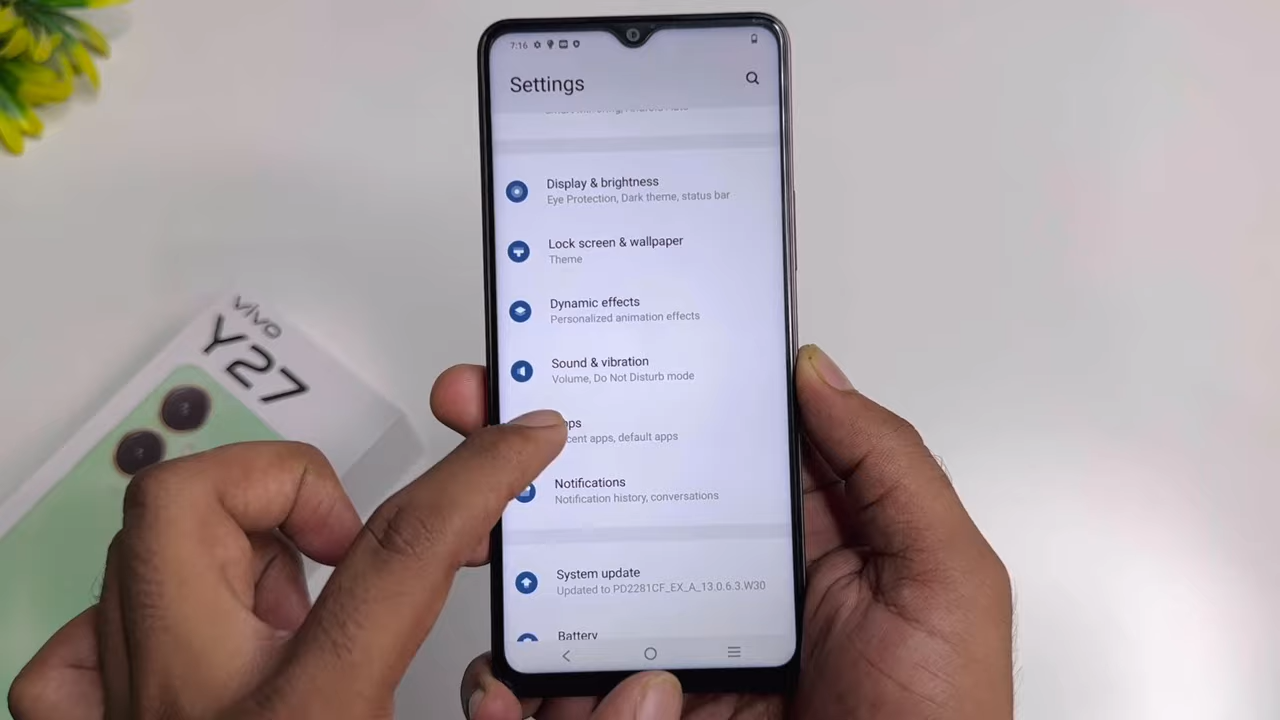 7:16
Settings
Display & brightness
Eye Protection, Dark theme, status bar
Lock screen & wallpaper
Theme
Dynamic effects
Personalized animation effects
Sound & vibration
Volume, Do Not Disturb mode
default apps
Notifications
Notification history, conversations
System update
Updated to PD2281CF_EX_A_13.0.6.3.W30
Battery
vivo
Y27